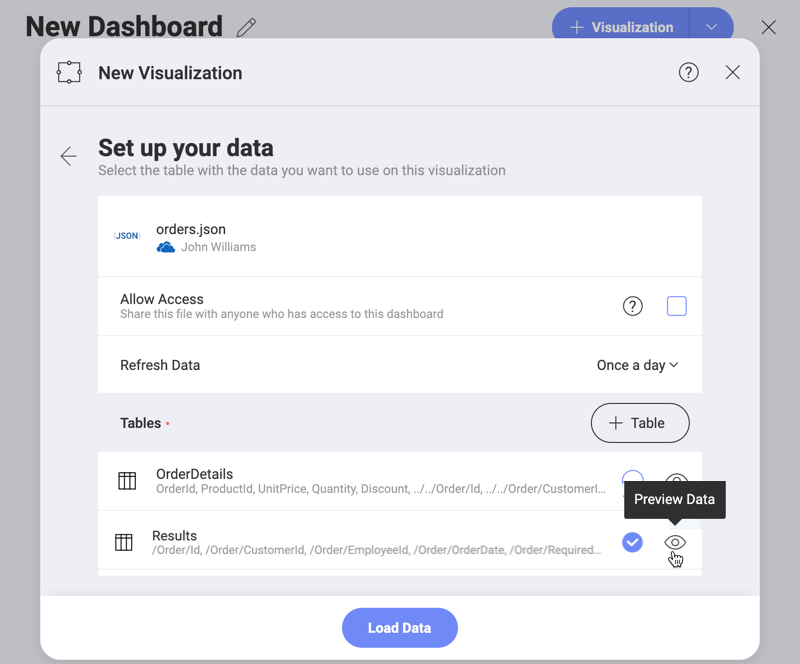 New Dashboard
Visualization
New Visualization
Set up your data
Select the table with the data you want to use on this visualization
JSON
orders.json
John Williams
Allow Access
Share this file with anyone who has access to this dashboard
Refresh Data
Once a day
Tables •
+ Table
OrderDetails
OrderId, ProductId, UnitPrice, Quantity, Discount, ../../Order/Id, ../../Order/CustomerI...
Preview Data
Results
/Order/Id, /Order/CustomerId, /Order/EmployeeId, /Order/OrderDate, /Order/Required...
Load Data